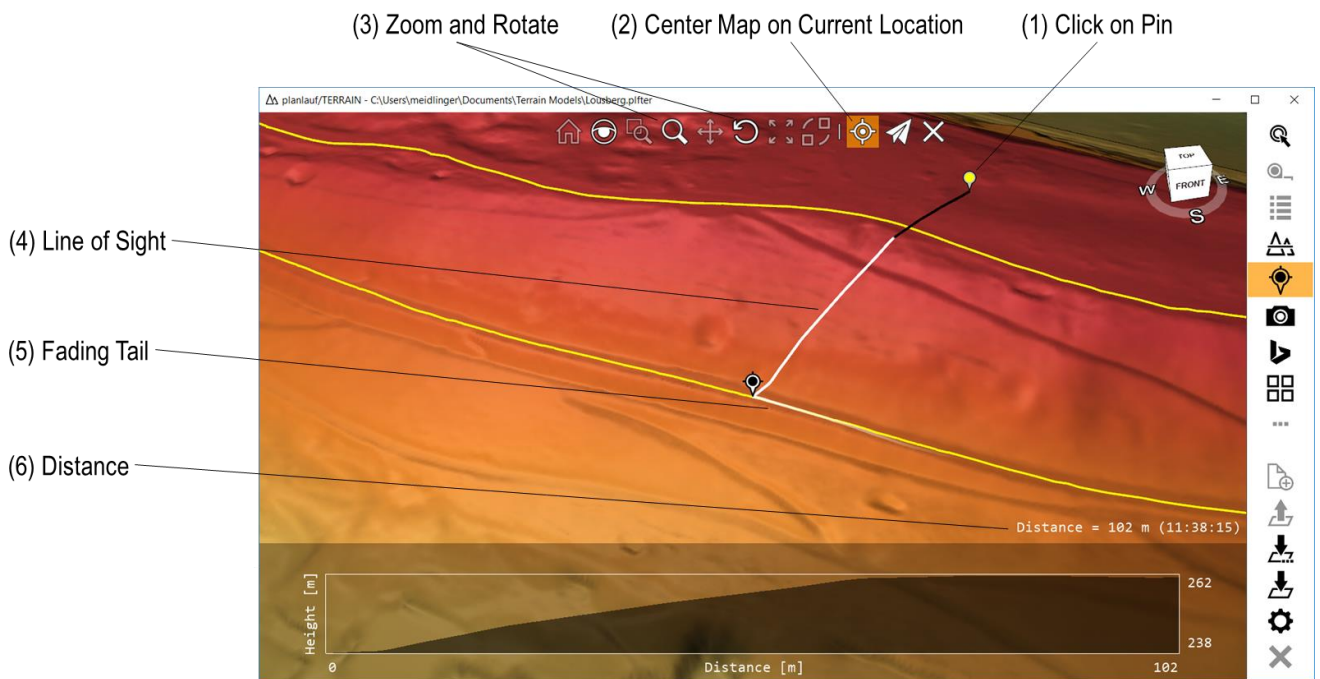 (3) Zoom and Rotate
(2) Center Map on Current Location
(1) Click on Pin
planlauf/TERRAIN - C:\Users\meidlinger\Documents\Terrain Models\Lousberg.plfter
TOP
FRONT
W
E
S
(4) Line of Sight
(5) Fading Tail
(6) Distance
Distance = 102 m (11:38:15)
Height [m]
262
238
0
Distance [m]
102